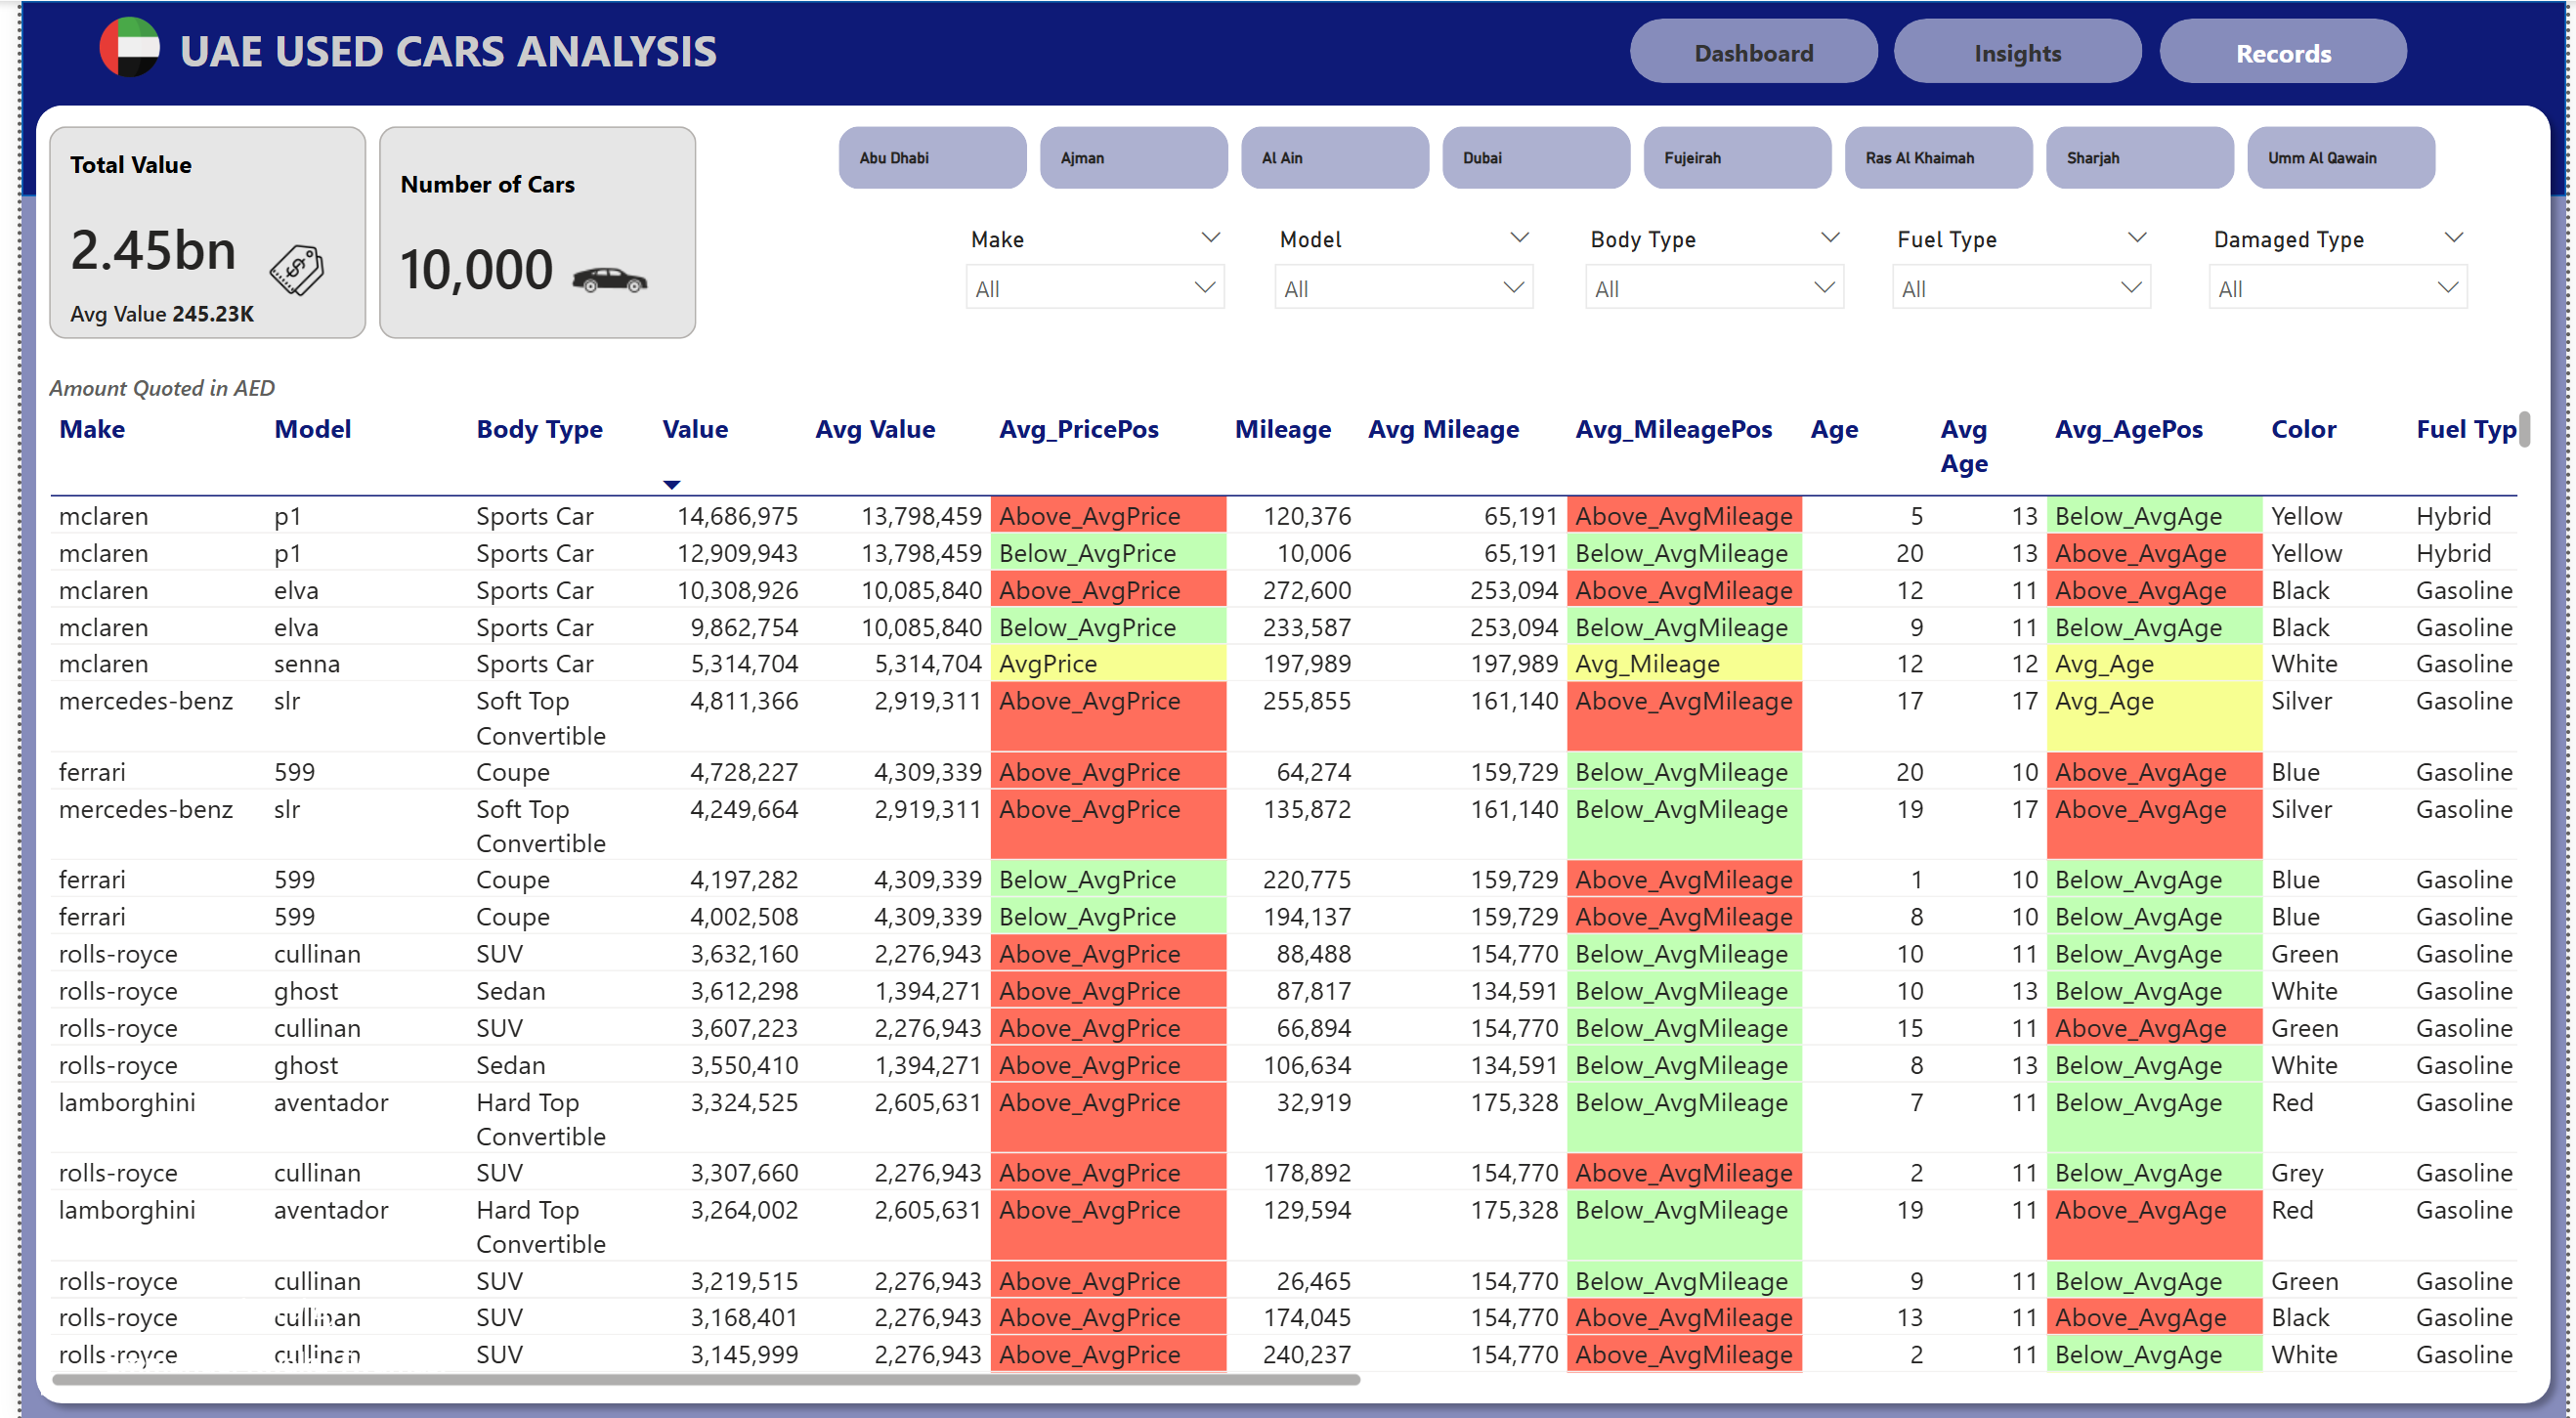 UAE USED CARS ANALYSIS
Dashboard Insights Records
Total Value
2.45bn
Avg Value 245.23K
Number of Cars
10,000
Abu Dhabi Ajman Al Ain Dubai Fujeirah Ras Al Khaimah Sharjah Umm Al Qawain
Make Model Body Type Fuel Type Damaged Type
All All All All All
Amount Quoted in AED
Make Model Body Type Value Avg Value Avg_PricePos Mileage Avg Mileage Avg_MileagePos Age Avg Avg_AgePos Color Fuel Typ
Age
mclaren p1 Sports Car 14,686,975 13,798,459 Above_AvgPrice 120,376 65,191 Above_AvgMileage 5 13 Below_AvgAge Yellow Hybrid
mclaren p1 Sports Car 12,909,943 13,798,459 Below_AvgPrice 10,006 65,191 Below_AvgMileage 20 13 Above_AvgAge Yellow Hybrid
mclaren elva Sports Car 10,308,926 10,085,840 Above_AvgPrice 272,600 253,094 Above_AvgMileage 12 11 Above_AvgAge Black Gasoline
mclaren elva Sports Car 9,862,754 10,085,840 Below_AvgPrice 233,587 253,094 Below_AvgMileage 9 11 Below_AvgAge Black Gasoline
mclaren senna Sports Car 5,314,704 5,314,704 AvgPrice 197,989 197,989 Avg_Mileage 12 12 Avg_Age White Gasoline
mercedes-benz slr Soft Top 4,811,366 2,919,311 Above_AvgPrice 255,855 161,140 Above_AvgMileage 17 17 Avg_Age Silver Gasoline
Convertible
ferrari 599 Coupe 4,728,227 4,309,339 Above_AvgPrice 64,274 159,729 Below_AvgMileage 20 10 Above_AvgAge Blue Gasoline
mercedes-benz slr Soft Top 4,249,664 2,919,311 Above_AvgPrice 135,872 161,140 Below_AvgMileage 19 17 Above_AvgAge Silver Gasoline
Convertible
ferrari 599 Coupe 4,197,282 4,309,339 Below_AvgPrice 220,775 159,729 Above_AvgMileage 1 10 Below_AvgAge Blue Gasoline
ferrari 599 Coupe 4,002,508 4,309,339 Below_AvgPrice 194,137 159,729 Above_AvgMileage 8 10 Below_AvgAge Blue Gasoline
rolls-royce cullinan SUV 3,632,160 2,276,943 Above_AvgPrice 88,488 154,770 Below_AvgMileage 10 11 Below_AvgAge Green Gasoline
rolls-royce ghost Sedan 3,612,298 1,394,271 Above_AvgPrice 87,817 134,591 Below_AvgMileage 10 13 Below_AvgAge White Gasoline
rolls-royce cullinan SUV 3,607,223 2,276,943 Above_AvgPrice 66,894 154,770 Below_AvgMileage 15 11 Above_AvgAge Green Gasoline
rolls-royce ghost Sedan 3,550,410 1,394,271 Above_AvgPrice 106,634 134,591 Below_AvgMileage 8 13 Below_AvgAge White Gasoline
lamborghini aventador Hard Top 3,324,525 2,605,631 Above_AvgPrice 32,919 175,328 Below_AvgMileage 7 11 Below_AvgAge Red Gasoline
Convertible
rolls-royce cullinan SUV 3,307,660 2,276,943 Above_AvgPrice 178,892 154,770 Above_AvgMileage 2 11 Below_AvgAge Grey Gasoline
lamborghini aventador Hard Top 3,264,002 2,605,631 Above_AvgPrice 129,594 175,328 Below_AvgMileage 19 11 Above_AvgAge Red Gasoline
Convertible
rolls-royce cullinan SUV 3,219,515 2,276,943 Above_AvgPrice 26,465 154,770 Below_AvgMileage 9 11 Below_AvgAge Green Gasoline
rolls-royce cullinan SUV 3,168,401 2,276,943 Above_AvgPrice 174,045 154,770 Above_AvgMileage 13 11 Above_AvgAge Black Gasoline
rolls-royce cullinan SUV 3,145,999 2,276,943 Above_AvgPrice 240,237 154,770 Above_AvgMileage 2 11 Below_AvgAge White Gasoline